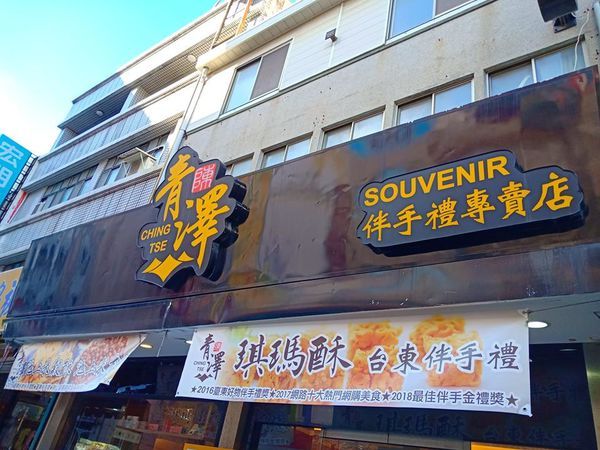 SOUVENIR
陳
青澤
CHING
TSE
SOUVENIR
伴手禮專賣店
青澤
CHING
TSE
琪瑪酥 台東伴手禮
★2016臺東好物伴手禮獎★2017網路十大熱門網購美食★2018最佳伴手金禮獎★